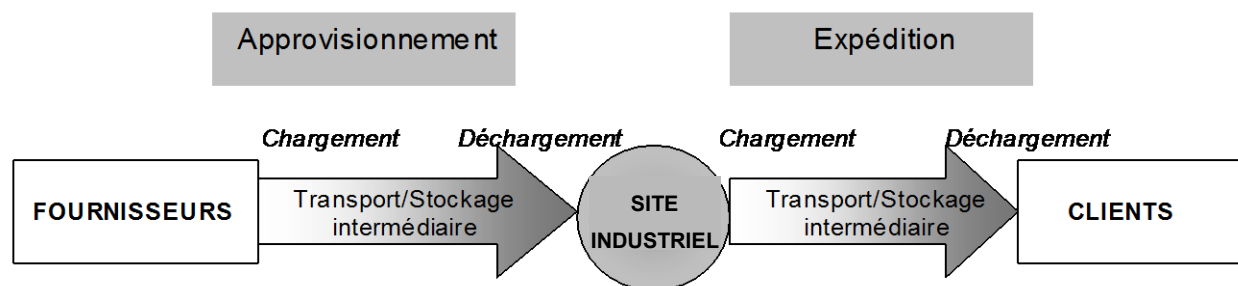 Approvisionnement
Expédition
Chargement
Déchargement
Chargement
Déchargement
FOURNISSEURS
Transport/Stockage
intermédiaire
SITE
INDUSTRIEL
Transport/Stockage
intermédiaire
CLIENTS